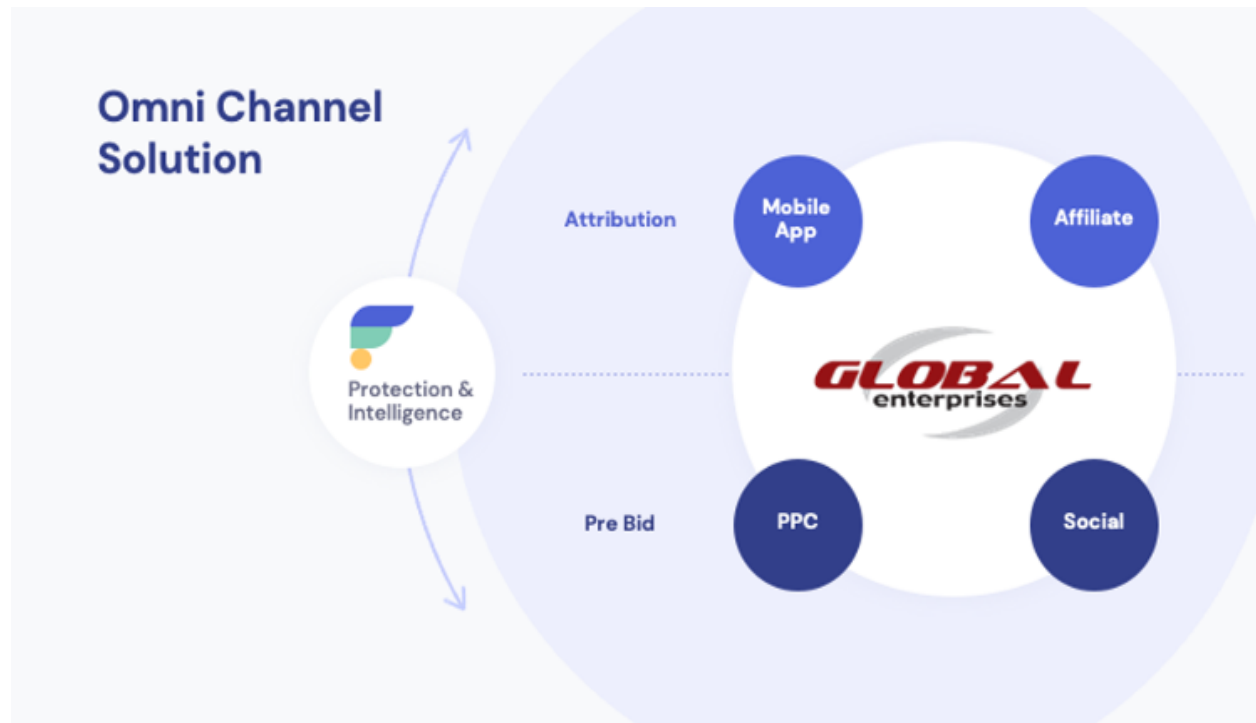 Omni Channel
Solution
Attribution
Mobile
App
Affiliate
Protection &
Intelligence
GLOBAL
enterprises
Pre Bid
PPC
Social